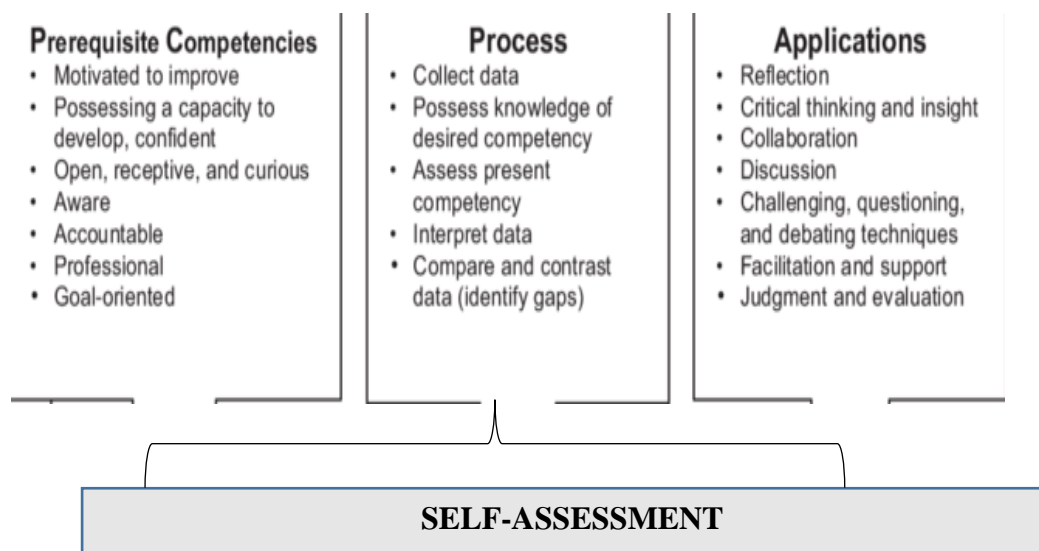 Prerequisite Competencies
• Motivated to improve
• Possessing a capacity to
develop, confident
• Open, receptive, and curious
• Aware
• Accountable
• Professional
• Goal-oriented
Process
• Collect data
• Possess knowledge of
desired competency
• Assess present
competency
• Interpret data
• Compare and contrast
data (identify gaps)
Applications
• Reflection
• Critical thinking and insight
• Collaboration
• Discussion
• Challenging, questioning,
and debating techniques
• Facilitation and support
• Judgment and evaluation
SELF-ASSESSMENT